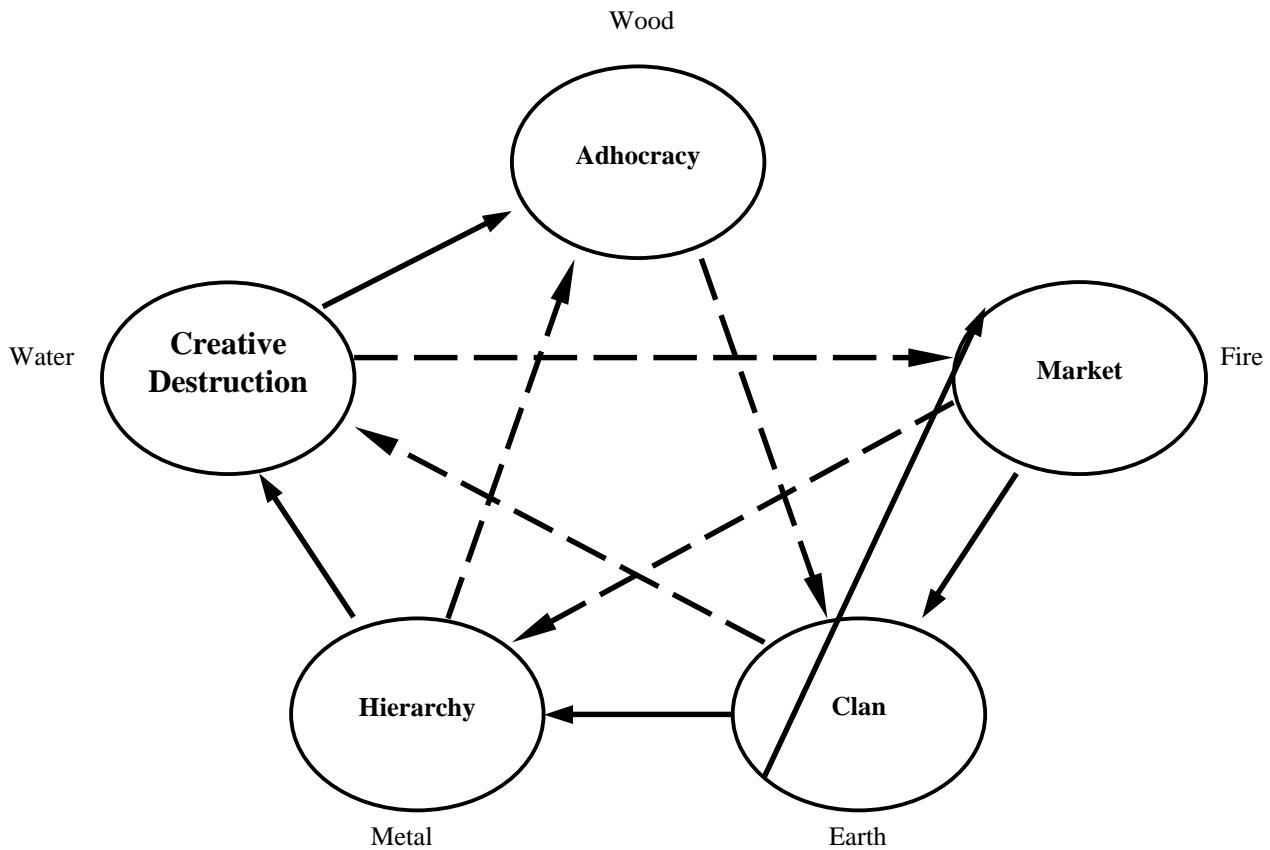 Wood
Adhocracy
Water
Creative
Destruction
Market
Fire
Hierarchy
Clan
Metal
Earth